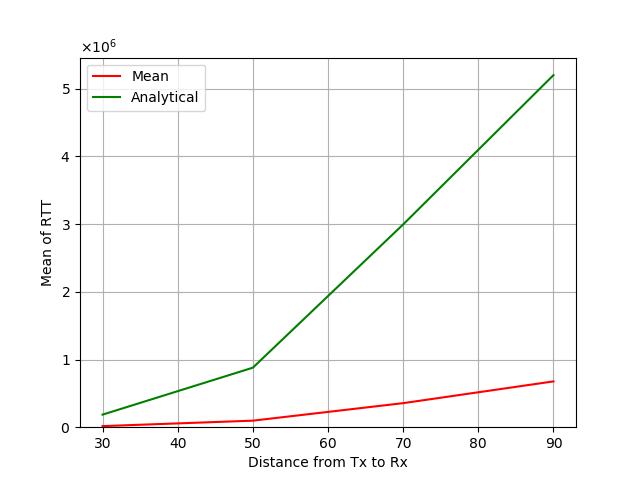 ×10⁶
Mean
Analytical
5
4
3
2
1
0
Mean of RTT
30 40 50 60 70 80 90
Distance from Tx to Rx